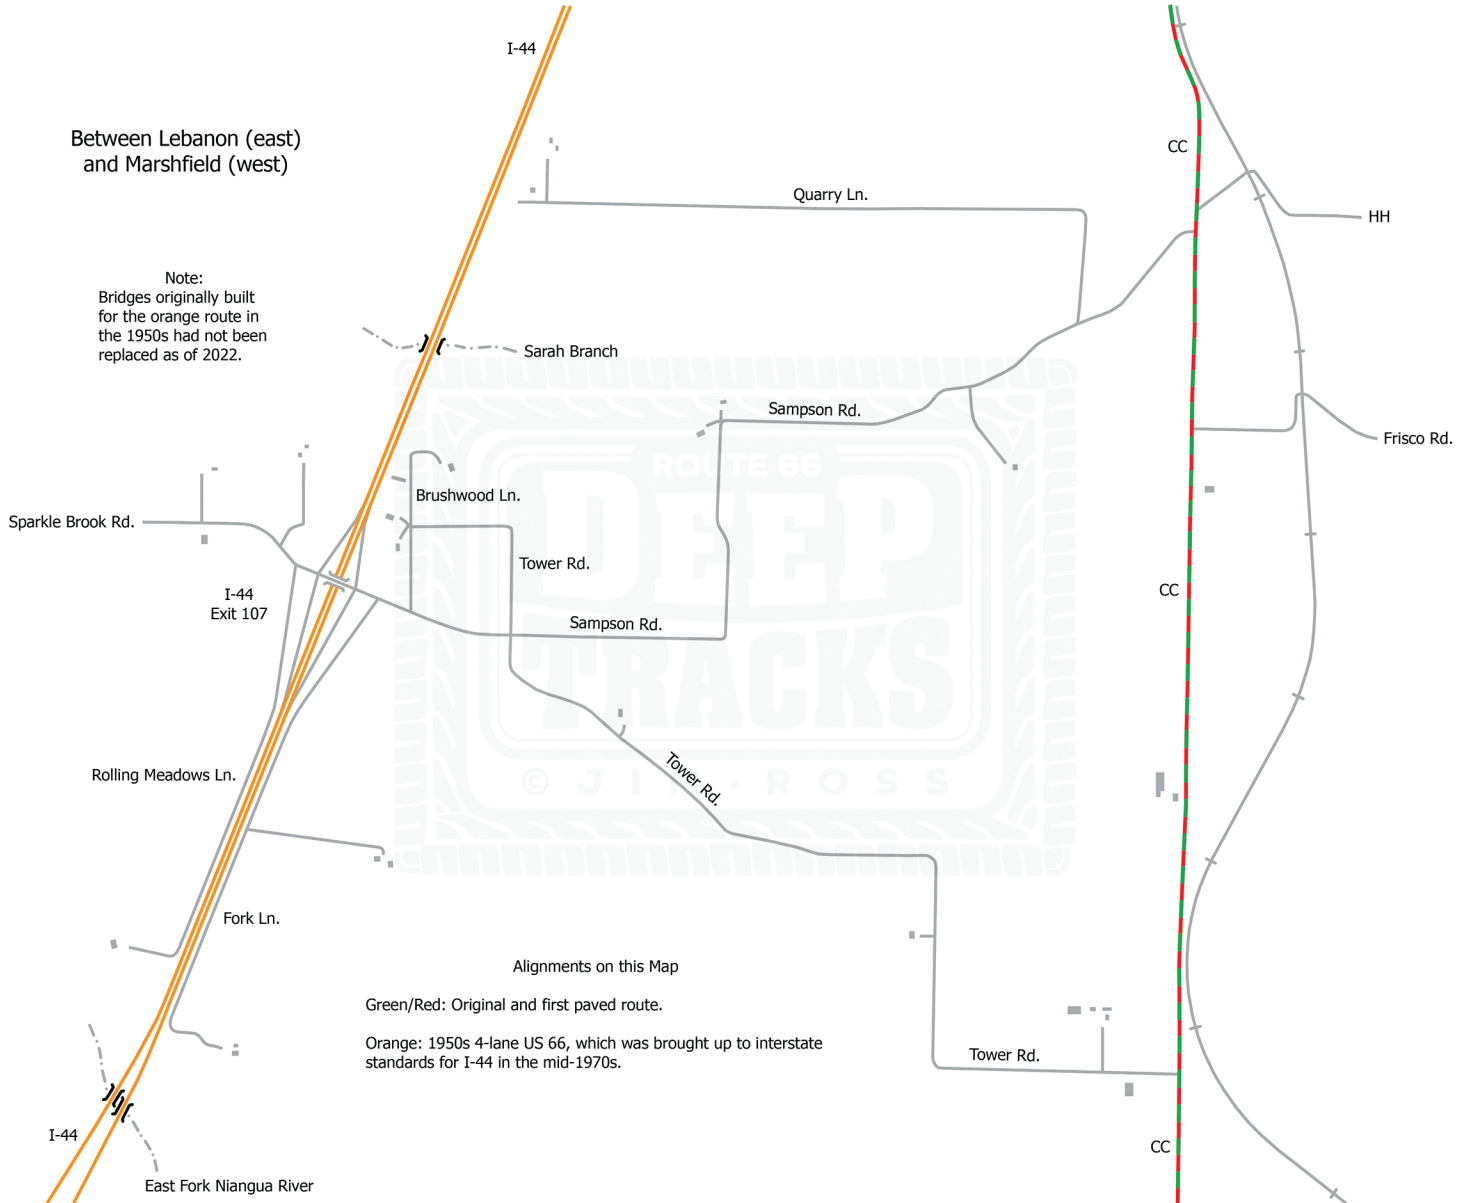 I-44
Between Lebanon (east)
and Marshfield (west)
CC
Quarry Ln.
HH
Note:
Bridges originally built
for the orange route in
the 1950s had not been
replaced as of 2022.
Sarah Branch
Sampson Rd.
Frisco Rd.
ROUTE 66
DEEP
TRACKS
© JIM · ROSS
Brushwood Ln.
Sparkle Brook Rd.
Tower Rd.
I-44
Exit 107
CC
Sampson Rd.
Tower Rd.
Rolling Meadows Ln.
Fork Ln.
Alignments on this Map
Green/Red: Original and first paved route.
Orange: 1950s 4-lane US 66, which was brought up to interstate
standards for I-44 in the mid-1970s.
Tower Rd.
I-44
CC
East Fork Niangua River